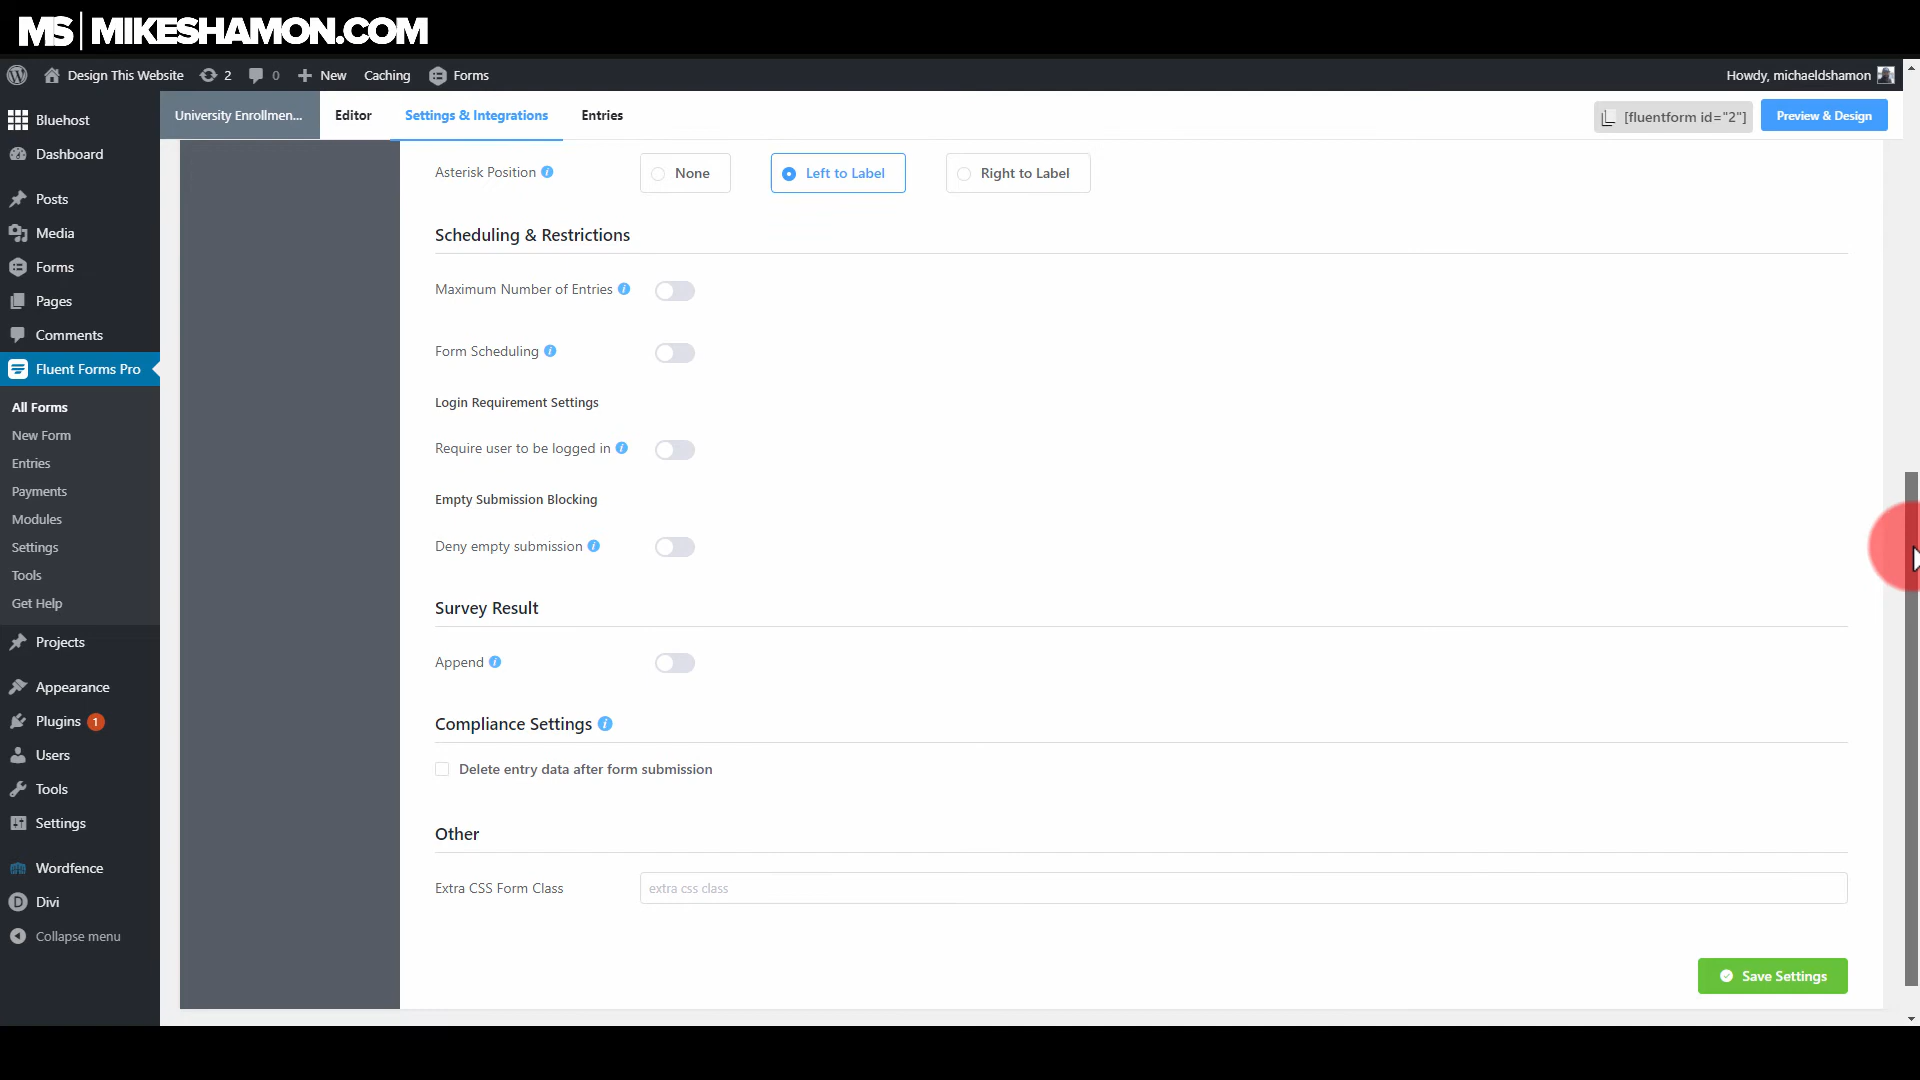 MS | MIKESHAMON.COM
Design This Website 2 0 New Caching Forms Howdy, michaeldshamon
Bluehost
Dashboard
Posts
Media
Forms
Pages
Comments
Fluent Forms Pro
All Forms
New Form
Entries
Payments
Modules
Settings
Tools
Get Help
Projects
Appearance
Plugins 1
Users
Tools
Settings
Wordfence
D Divi
Collapse menu
University Enrollmen... Editor Settings & Integrations Entries [fluentform id="2"] Preview & Design
Asterisk Position i None Left to Label Right to Label
Scheduling & Restrictions
Maximum Number of Entries i
Form Scheduling i
Login Requirement Settings
Require user to be logged in i
Empty Submission Blocking
Deny empty submission i
Survey Result
Append i
Compliance Settings i
Delete entry data after form submission
Other
Extra CSS Form Class extra css class
Save Settings